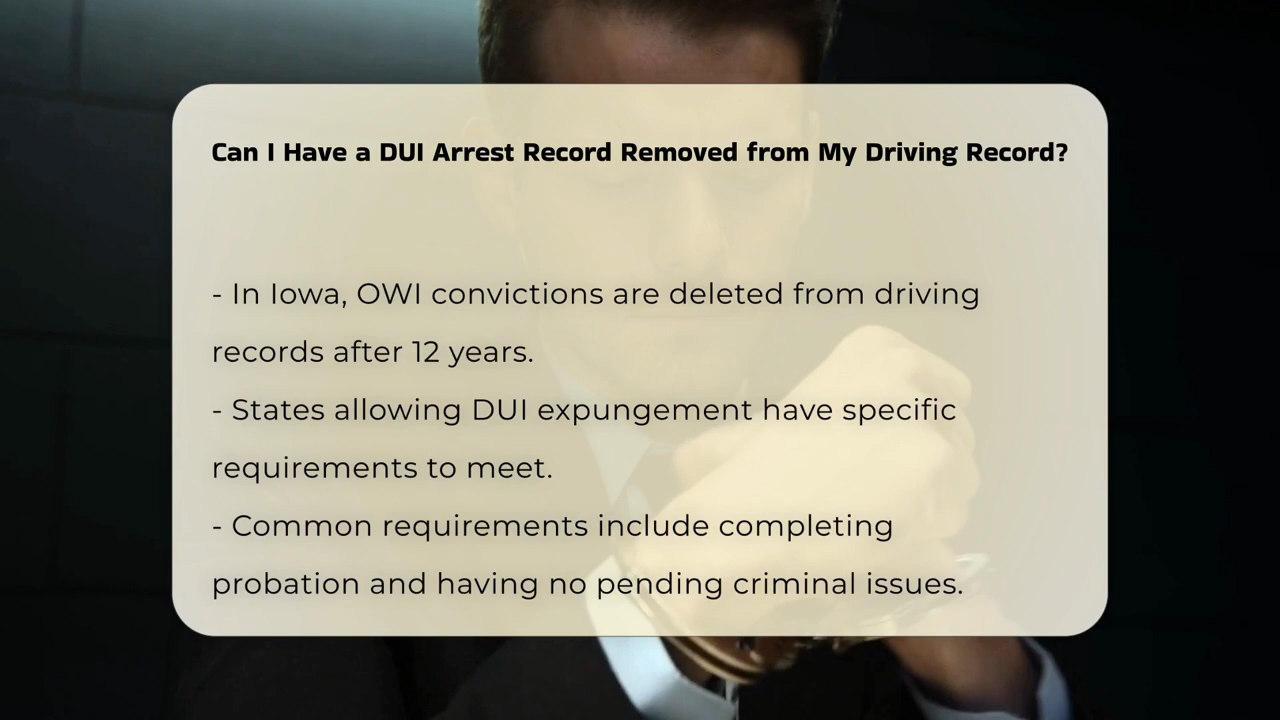 Can I Have a DUI Arrest Record Removed from My Driving Record?
- In Iowa, OWI convictions are deleted from driving
records after 12 years.
- States allowing DUI expungement have specific
requirements to meet.
- Common requirements include completing
probation and having no pending criminal issues.